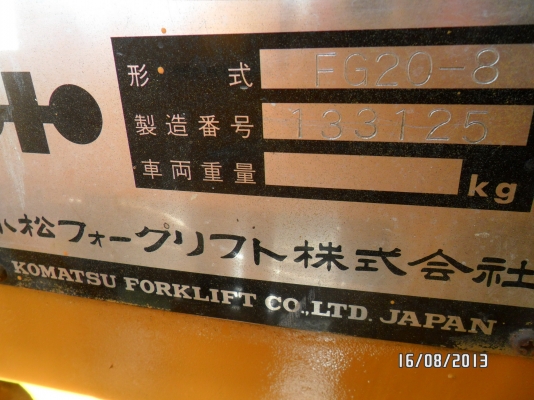 形 式 FG20-8
製造番号 133125
車両重量 kg
小松フォークリフト株式会社
KOMATSU FORKLIFT CO.,LTD. JAPAN
16/08/2013